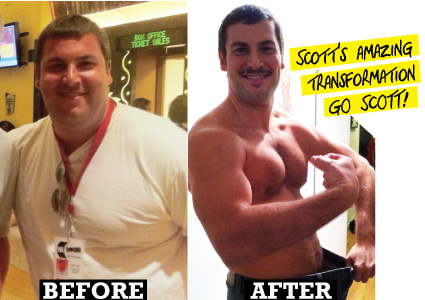 BOX OFFICE
TICKET SALES
SCOTT'S AMAZING
TRANSFORMATION
GO SCOTT!
BEFORE
AFTER